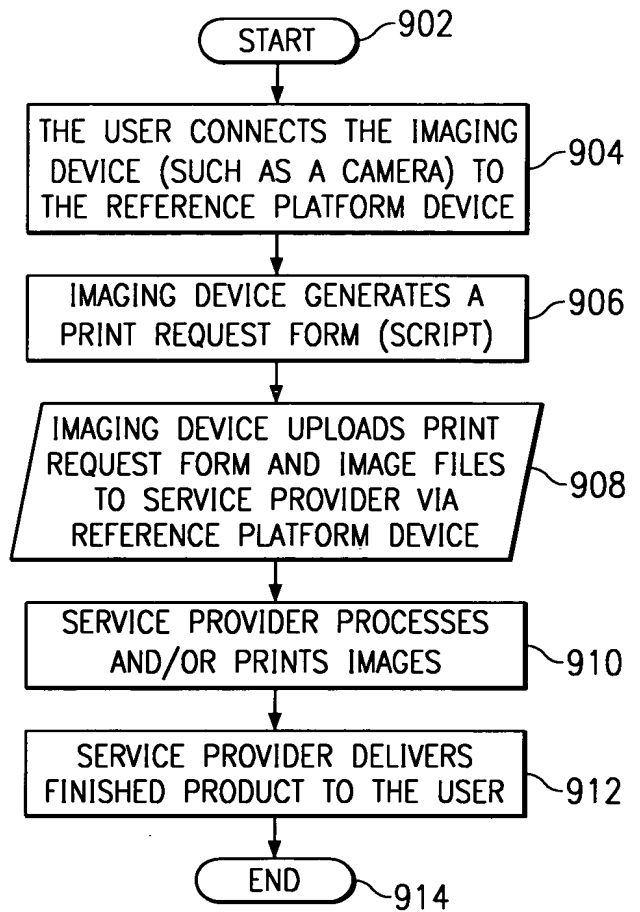 START
902
THE USER CONNECTS THE IMAGING
DEVICE (SUCH AS A CAMERA) TO
THE REFERENCE PLATFORM DEVICE
904
IMAGING DEVICE GENERATES A
PRINT REQUEST FORM (SCRIPT)
906
IMAGING DEVICE UPLOADS PRINT
REQUEST FORM AND IMAGE FILES
TO SERVICE PROVIDER VIA
REFERENCE PLATFORM DEVICE
908
SERVICE PROVIDER PROCESSES
AND/OR PRINTS IMAGES
910
SERVICE PROVIDER DELIVERS
FINISHED PRODUCT TO THE USER
912
END
914